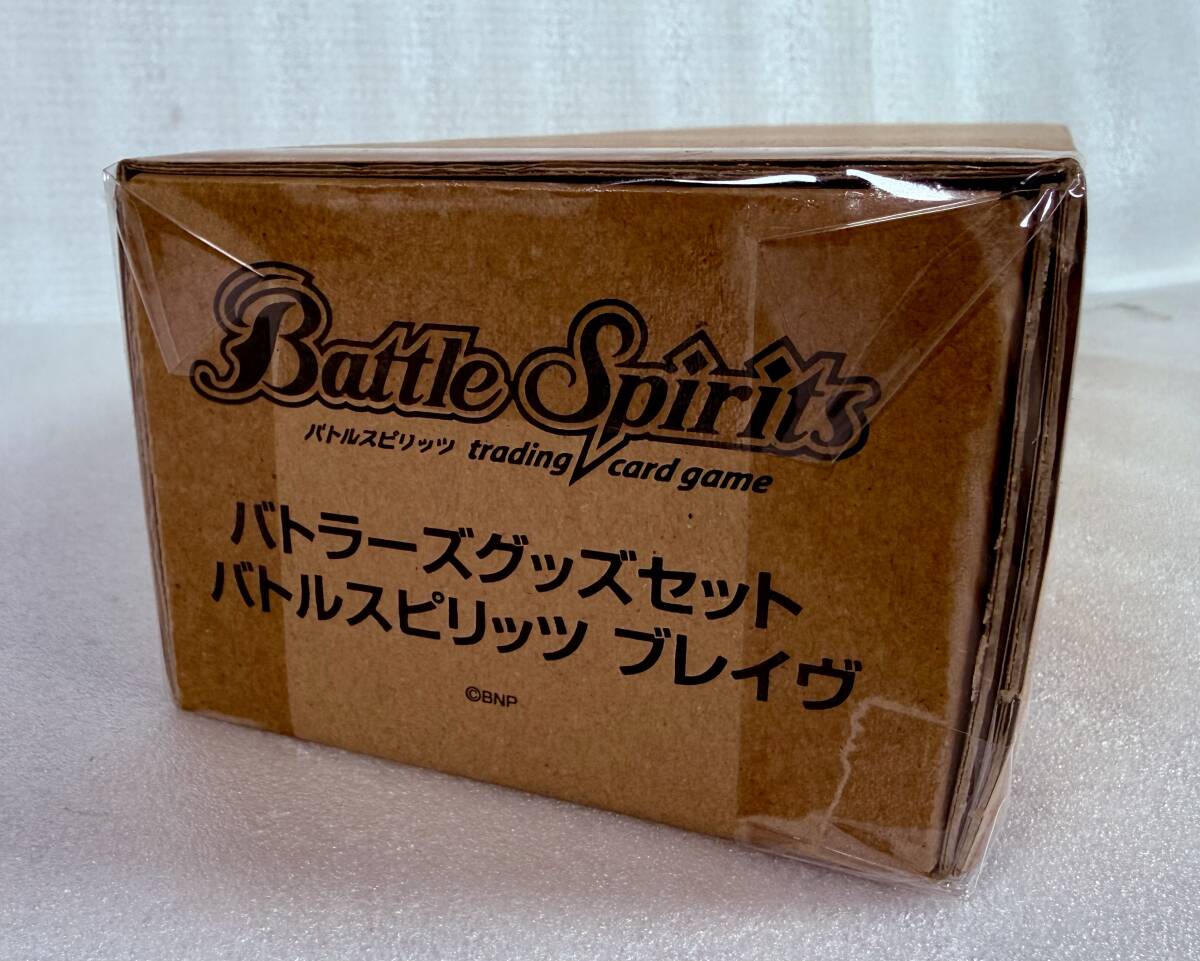 Battle Spirits
バトルスピリッツ trading card game
バトラーズグッズセット
バトルスピリッツ ブレイヴ
©BNP